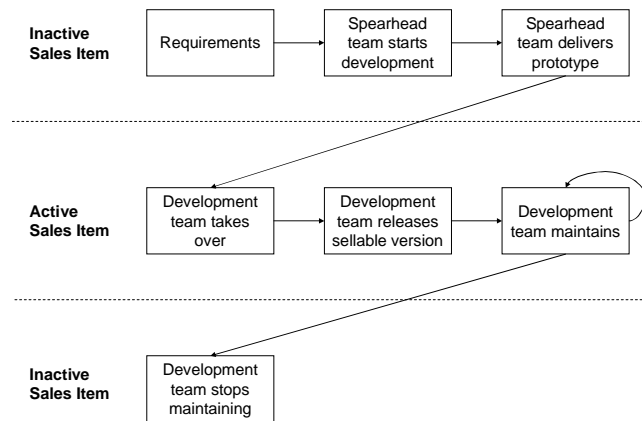 Inactive
Sales Item
Requirements
Spearhead
team starts
development
Spearhead
team delivers
prototype
Active
Sales Item
Development
team takes
over
Development
team releases
sellable version
Development
team maintains
Inactive
Sales Item
Development
team stops
maintaining